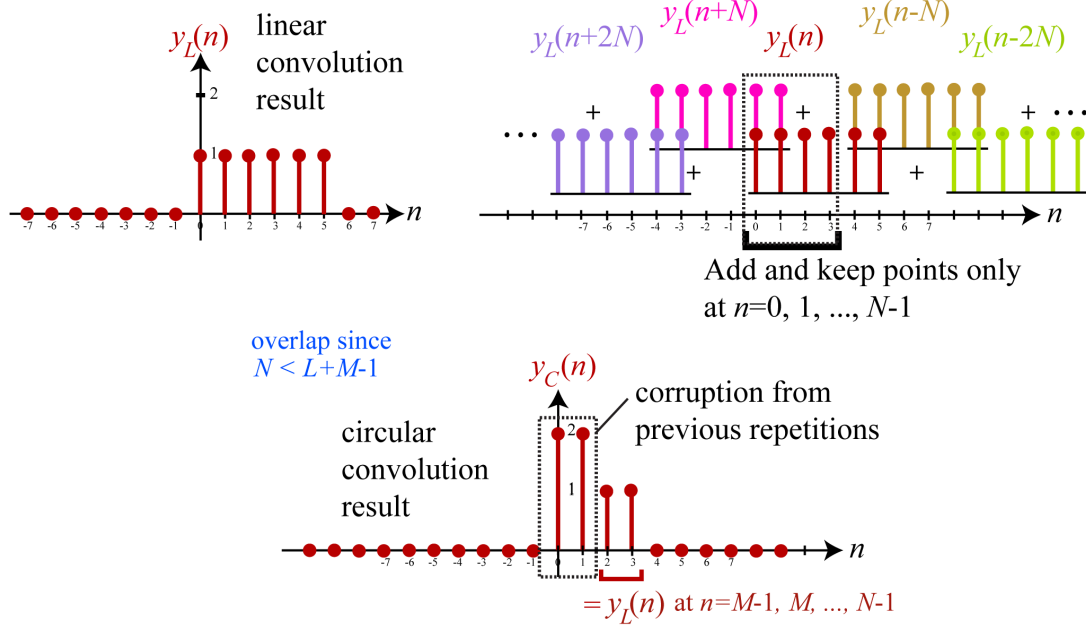 y_L(n)
linear
convolution
result
2
1
-7 -6 -5 -4 -3 -2 -1 0 1 2 3 4 5 6 7
n
y_L(n+2N)
y_L(n+N)
y_L(n)
y_L(n-N)
y_L(n-2N)
+ + +
... + ...
+ +
-7 -6 -5 -4 -3 -2 -1 0 1 2 3 4 5 6 7
n
Add and keep points only
at n=0, 1, ..., N-1
overlap since
N < L+M-1
y_C(n)
circular
convolution
result
2
1
corruption from
previous repetitions
-7 -6 -5 -4 -3 -2 -1 0 1 2 3 4 5 6 7
n
= y_L(n) at n=M-1, M, ..., N-1